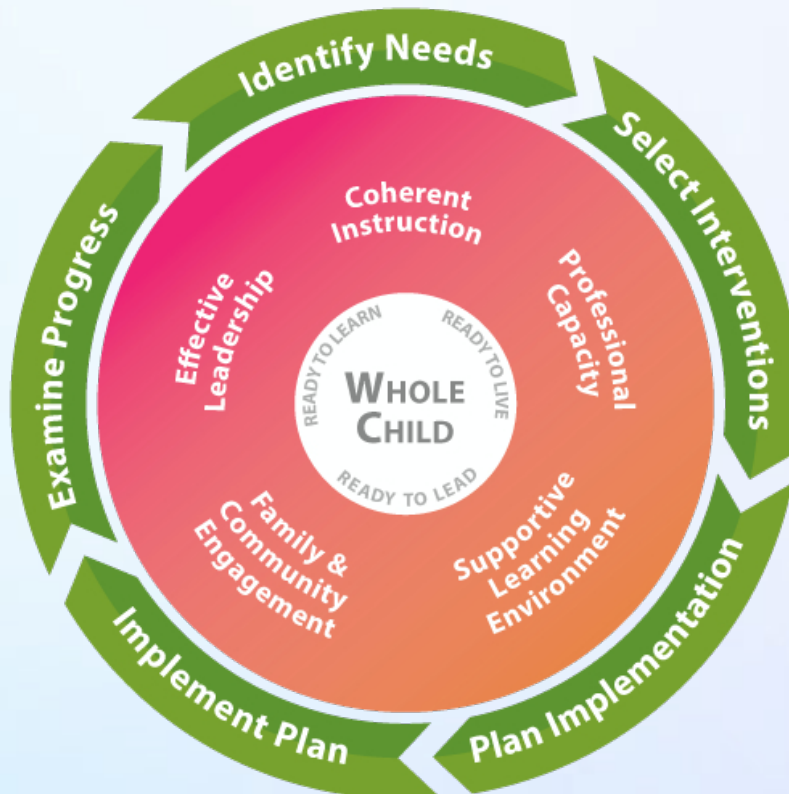 Identify Needs
Select Interventions
Plan Implementation
Implement Plan
Examine Progress
Coherent
Instruction
Professional
Capacity
Supportive
Learning
Environment
Family &
Community
Engagement
Effective
Leadership
READY TO LEARN
READY TO LIVE
READY TO LEAD
WHOLE
CHILD